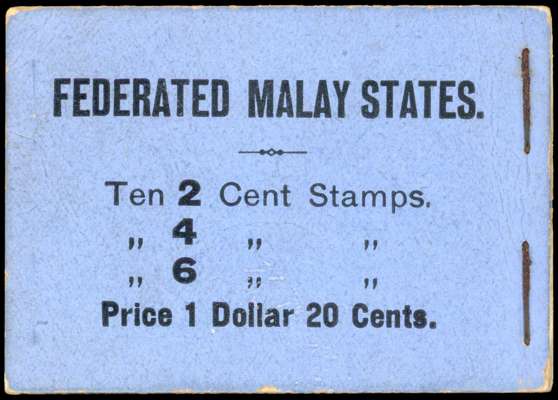 FEDERATED MALAY STATES.
Ten 2 Cent Stamps.
„ 4 „ „
„ 6 „ „
Price 1 Dollar 20 Cents.